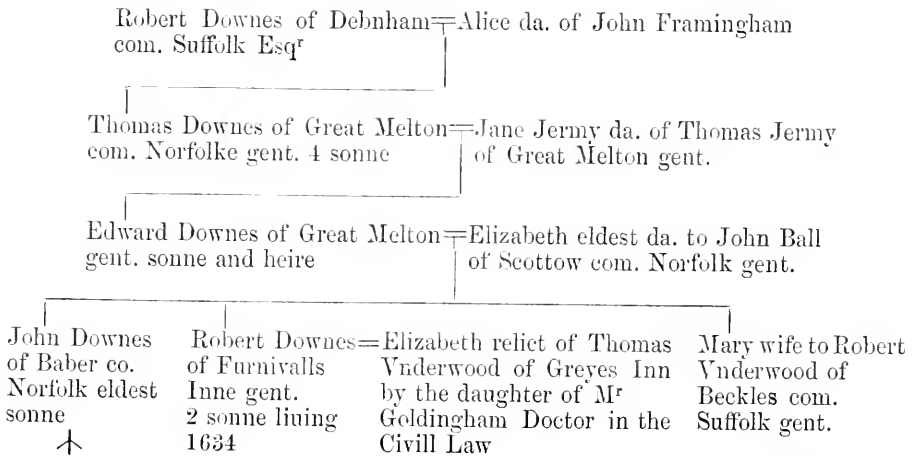 Robert Downes of Debnham=Alice da. of John Framingham
com. Suffolk Esqr
Thomas Downes of Great Melton=Jane Jermy da. of Thomas Jermy
com. Norfolke gent. 4 sonne of Great Melton gent.
Edward Downes of Great Melton=Elizabeth eldest da. to John Ball
gent. sonne and heire of Scottow com. Norfolk gent.
John Downes
of Baber co.
Norfolk eldest
sonne
Robert Downes=
of Furnivalls
Inne gent.
2 sonne liuing
1634
Elizabeth relict of Thomas
Vnderwood of Greyes Inn
by the daughter of Mr
Goldingham Doctor in the
Civill Law
Mary wife to Robert
Vnderwood of
Beckles com.
Suffolk gent.